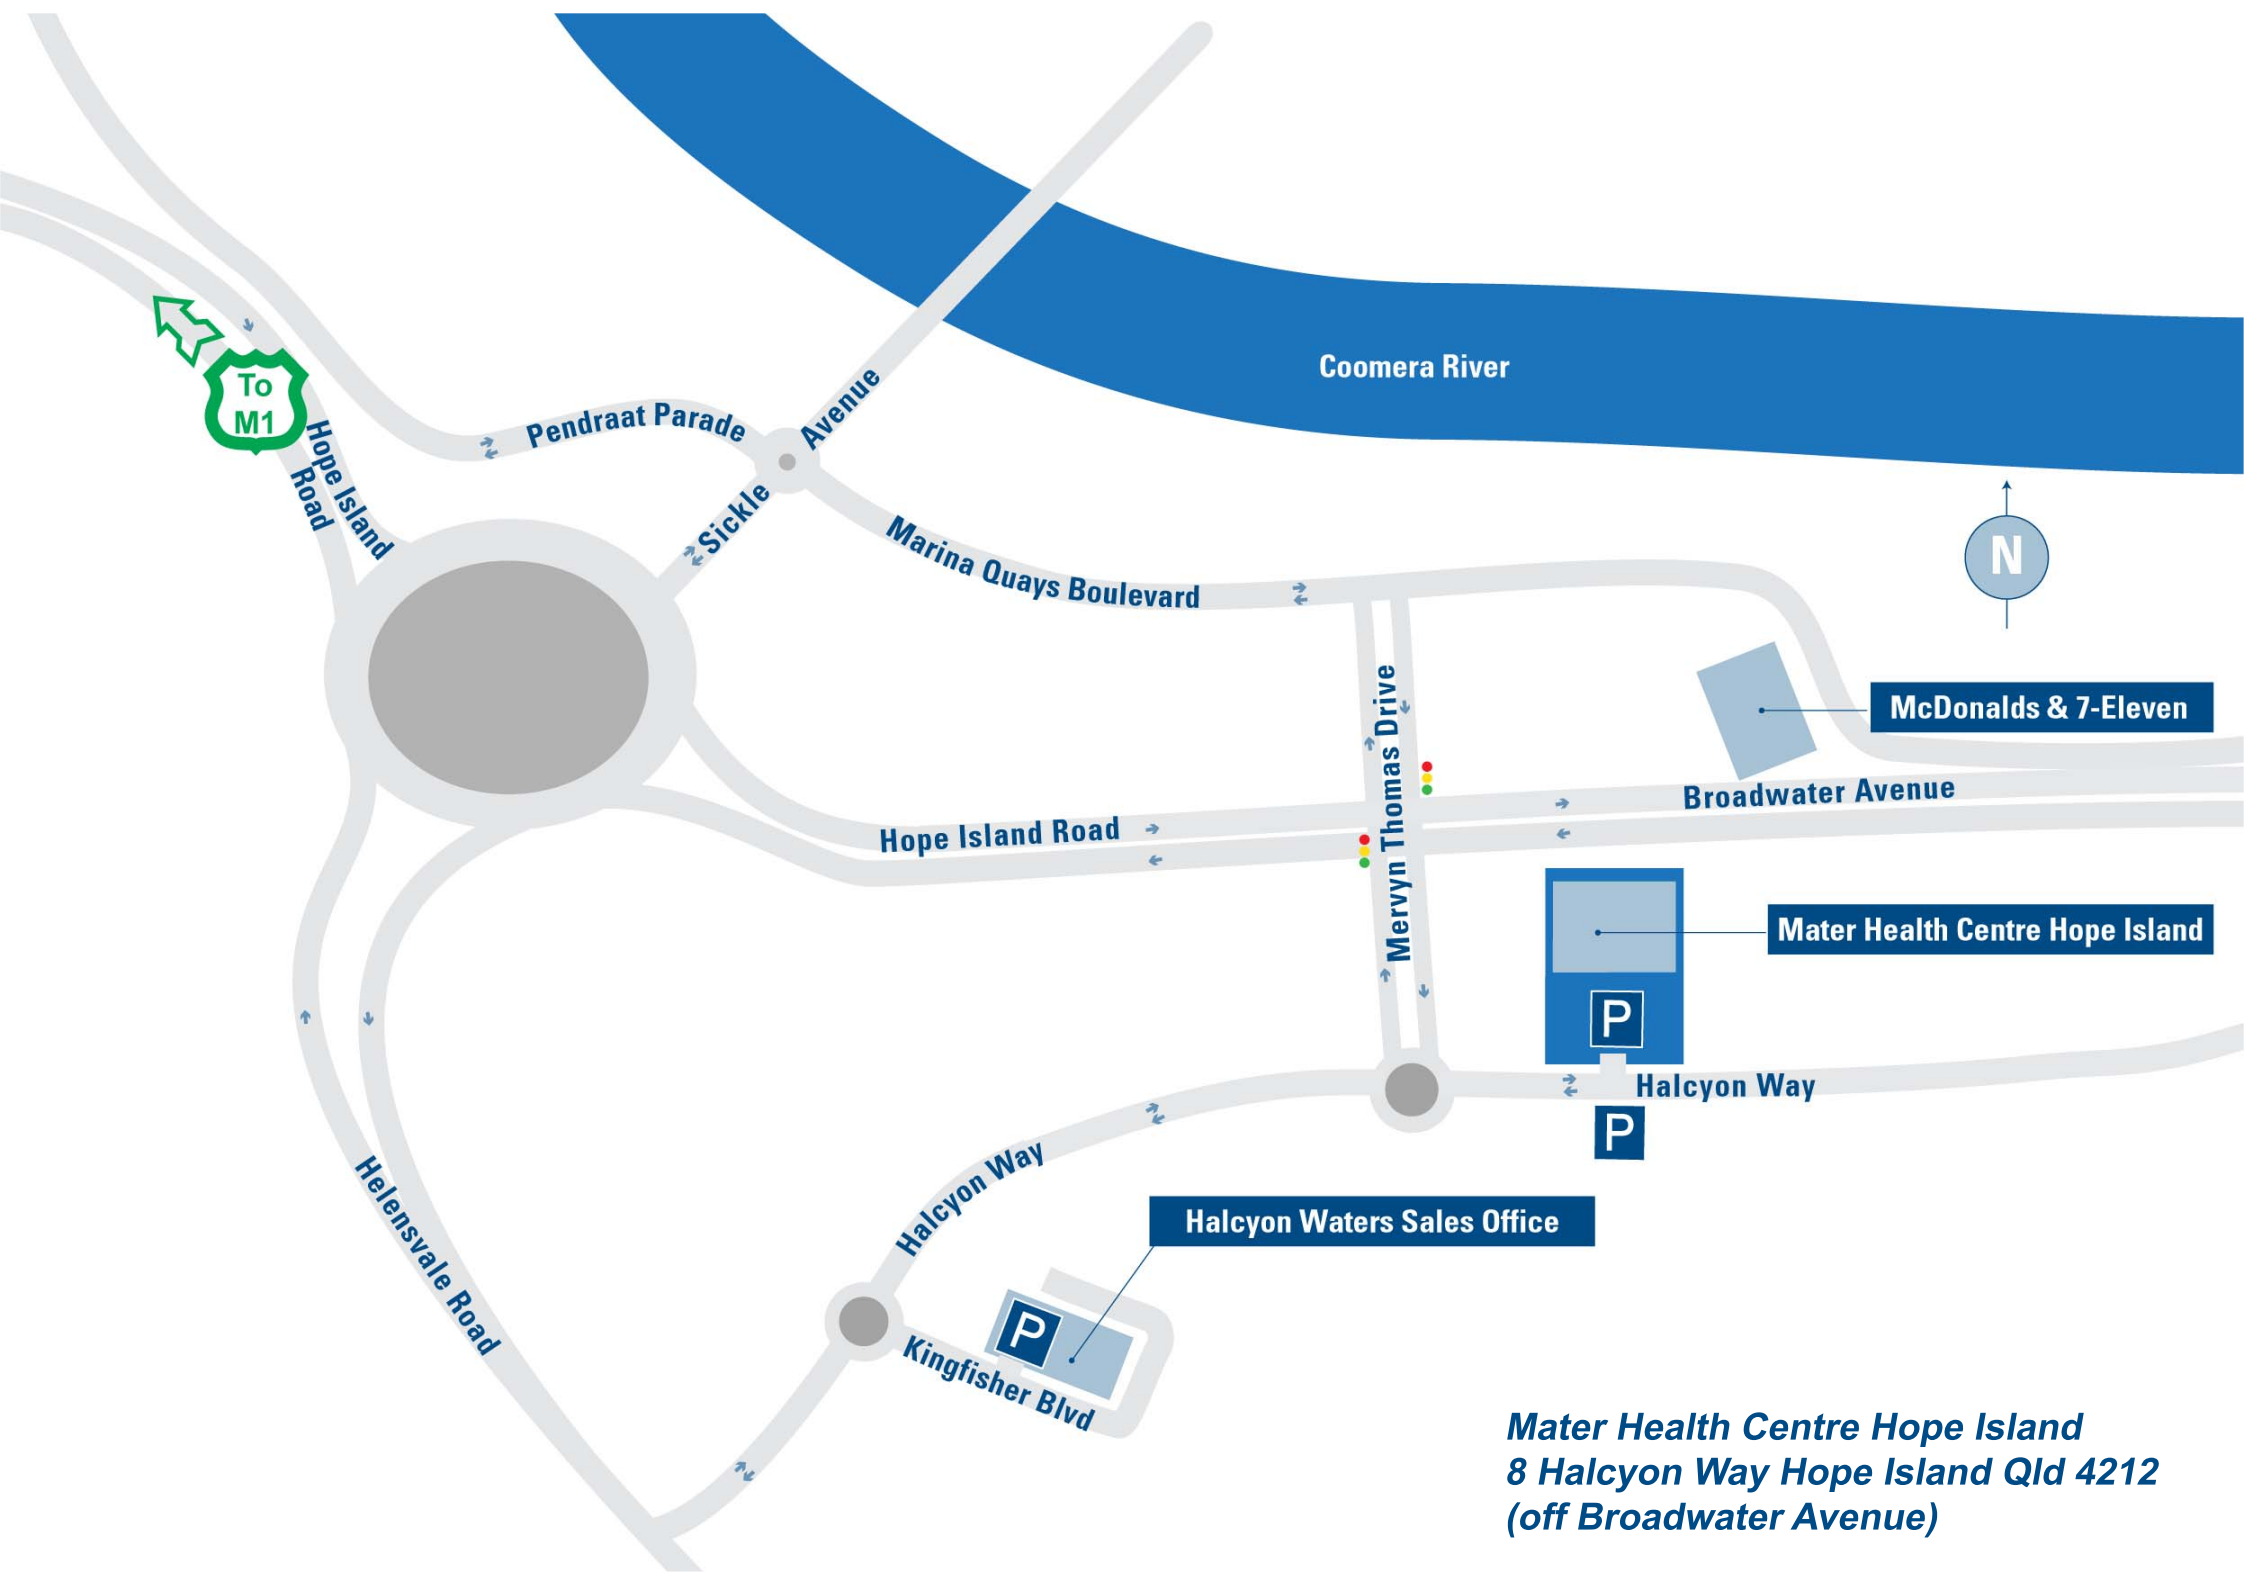 Coomera River
To
M1
Hope Island
Road
Pendraat Parade
Sickle
Avenue
Marina Quays Boulevard
N
McDonalds & 7-Eleven
Mervyn Thomas Drive
Broadwater Avenue
Hope Island Road
Mater Health Centre Hope Island
P
Halcyon Way
P
Halcyon Way
Helensvale Road
Halcyon Waters Sales Office
P
Kingfisher Blvd
Mater Health Centre Hope Island
8 Halcyon Way Hope Island Qld 4212
(off Broadwater Avenue)